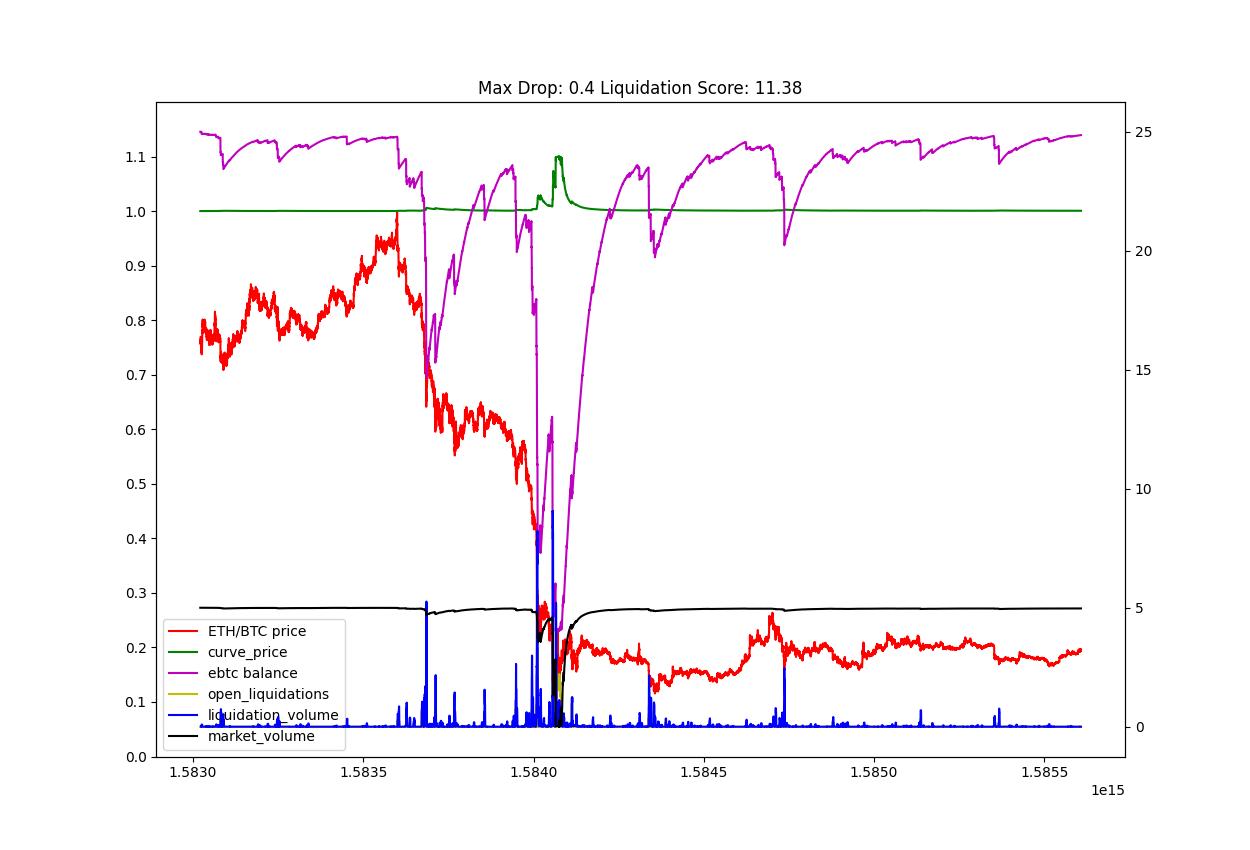 Max Drop: 0.4 Liquidation Score: 11.38
1.1
1.0
0.9
0.8
0.7
0.6
0.5
0.4
0.3
0.2
0.1
0.0
25
20
15
10
5
0
ETH/BTC price
curve_price
ebtc balance
open_liquidations
liquidation_volume
market_volume
1.5830 1.5835 1.5840 1.5845 1.5850 1.5855
1e15